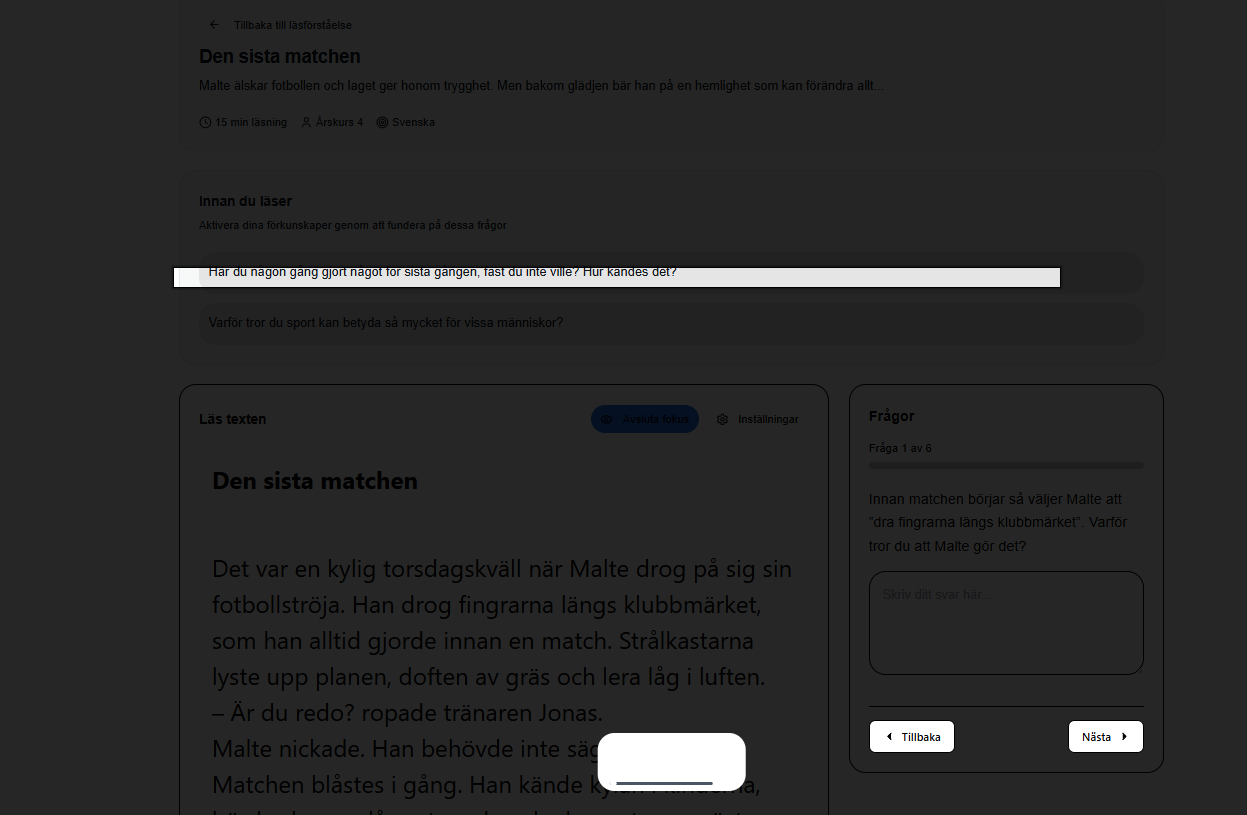 Tillbaka till läsförståelse
Den sista matchen
Malte älskar fotbollen och laget ger honom trygghet. Men bakom glädjen bär han på en hemlighet som kan förändra allt...
15 min läsning Årskurs 4 Svenska
Innan du läser
Aktivera dina förkunskaper genom att fundera på dessa frågor
Har du någon gång gjort något för sista gången, fast du inte ville? Hur kändes det?
Varför tror du sport kan betyda så mycket för vissa människor?
Läs texten
Avsluta fokus
Inställningar
Den sista matchen
Det var en kylig torsdagskväll när Malte drog på sig sin
fotbollströja. Han drog fingrarna längs klubbmärket,
som han alltid gjorde innan en match. Strålkastarna
lyste upp planen, doften av gräs och lera låg i luften.
– Är du redo? ropade tränaren Jonas.
Malte nickade. Han behövde inte
Matchen blåstes i gång. Han kände
Frågor
Fråga 1 av 6
Innan matchen börjar så väljer Malte att
"dra fingrarna längs klubbmärket". Varför
tror du att Malte gör det?
Skriv ditt svar här...
Tillbaka
Nästa